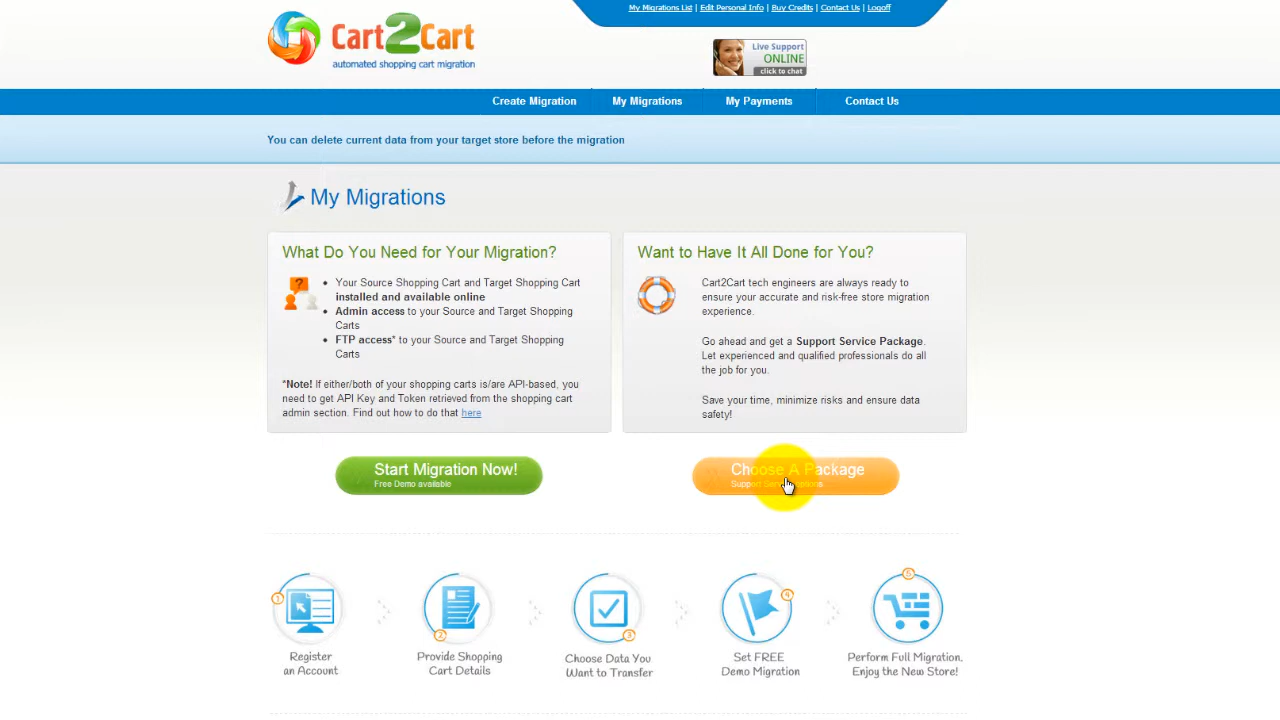 My Migrations List | Edit Personal Info | Buy Credits | Contact Us | Logoff
Cart2Cart
automated shopping cart migration
Live Support
ONLINE
click to chat
Create Migration
My Migrations
My Payments
Contact Us
You can delete current data from your target store before the migration
My Migrations
What Do You Need for Your Migration?
?
• Your Source Shopping Cart and Target Shopping Cart
installed and available online
• Admin access to your Source and Target Shopping
Carts
• FTP access* to your Source and Target Shopping
Carts
*Note! If either/both of your shopping carts is/are API-based, you
need to get API Key and Token retrieved from the shopping cart
admin section. Find out how to do that here
Want to Have It All Done for You?
Cart2Cart tech engineers are always ready to
ensure your accurate and risk-free store migration
experience.
Go ahead and get a Support Service Package.
Let experienced and qualified professionals do all
the job for you.
Save your time, minimize risks and ensure data
safety!
Start Migration Now!
Free Demo available
Choose A Package
Support Service options
1
Register
an Account
2
Provide Shopping
Cart Details
3
Choose Data You
Want to Transfer
4
Set FREE
Demo Migration
5
Perform Full Migration.
Enjoy the New Store!